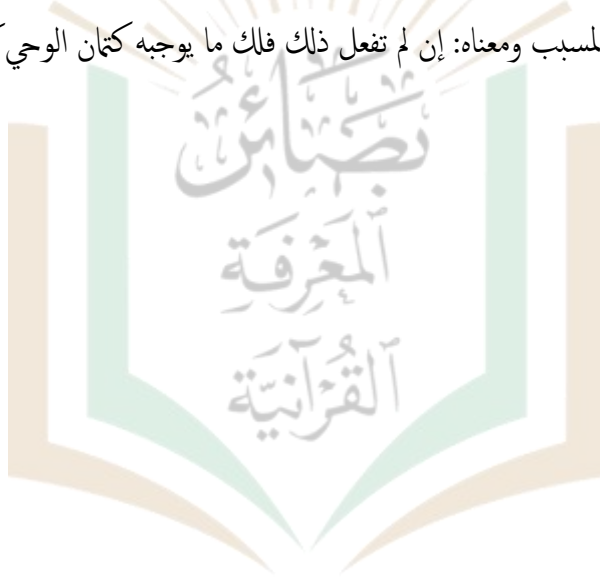 لمسبب ومعناه: إن لم تفعل ذلك فلك ما يوجبه كتمان الوحي
بصائر
المعرفة
القرآنية